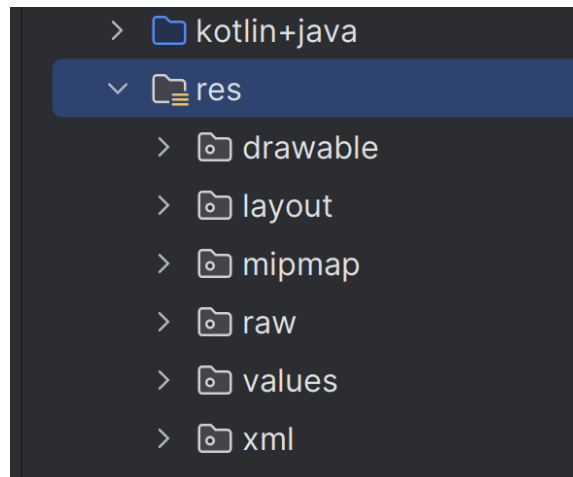 kotlin+java
res
drawable
layout
mipmap
raw
values
xml